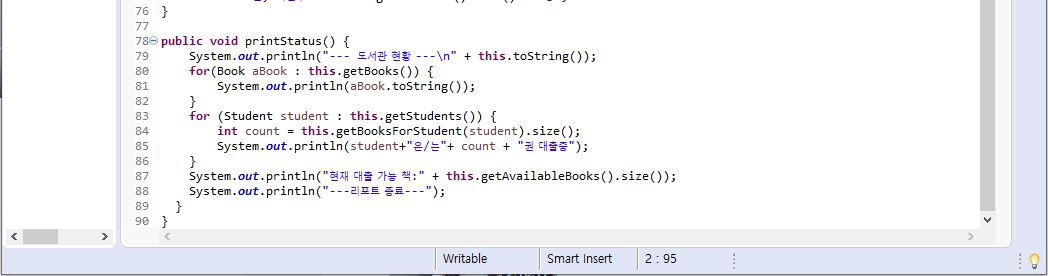 76 }
77
78 public void printStatus() {
79 System.out.println("--- 도서관 현황 ---\n" + this.toString());
80 for(Book aBook : this.getBooks()) {
81 System.out.println(aBook.toString());
82 }
83 for (Student student : this.getStudents()) {
84 int count = this.getBooksForStudent(student).size();
85 System.out.println(student+"은/는"+ count + "권 대출중");
86 }
87 System.out.println("현재 대출 가능 책:" + this.getAvailableBooks().size());
88 System.out.println("---리포트 종료---");
89 }
90 }
Writable Smart Insert 2 : 95